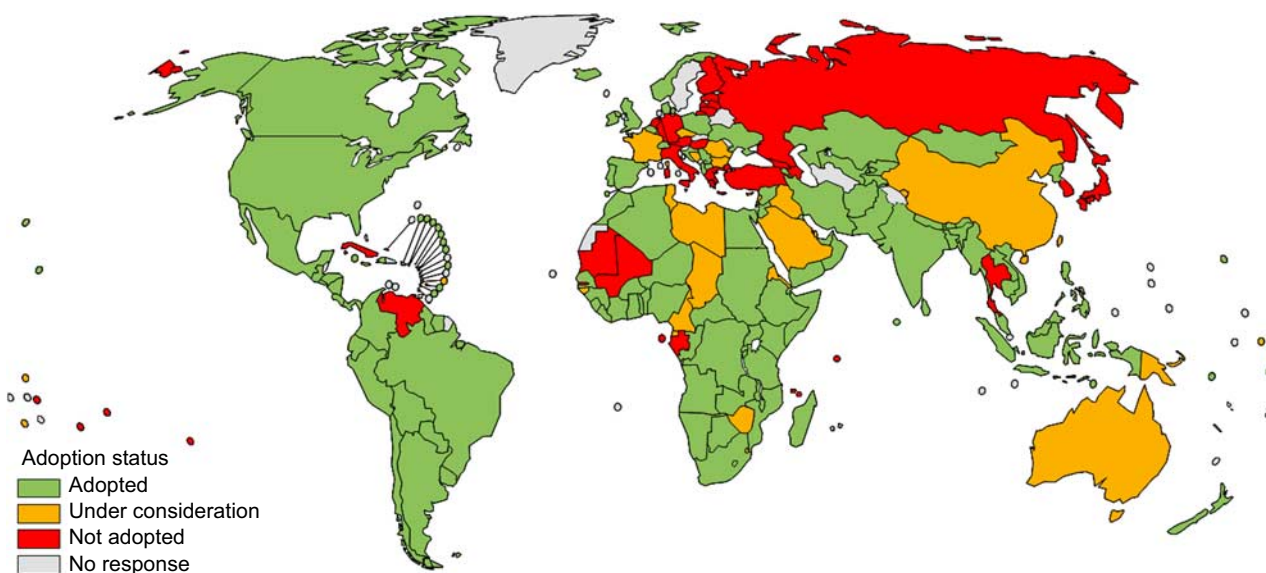 Adoption status
Adopted
Under consideration
Not adopted
No response